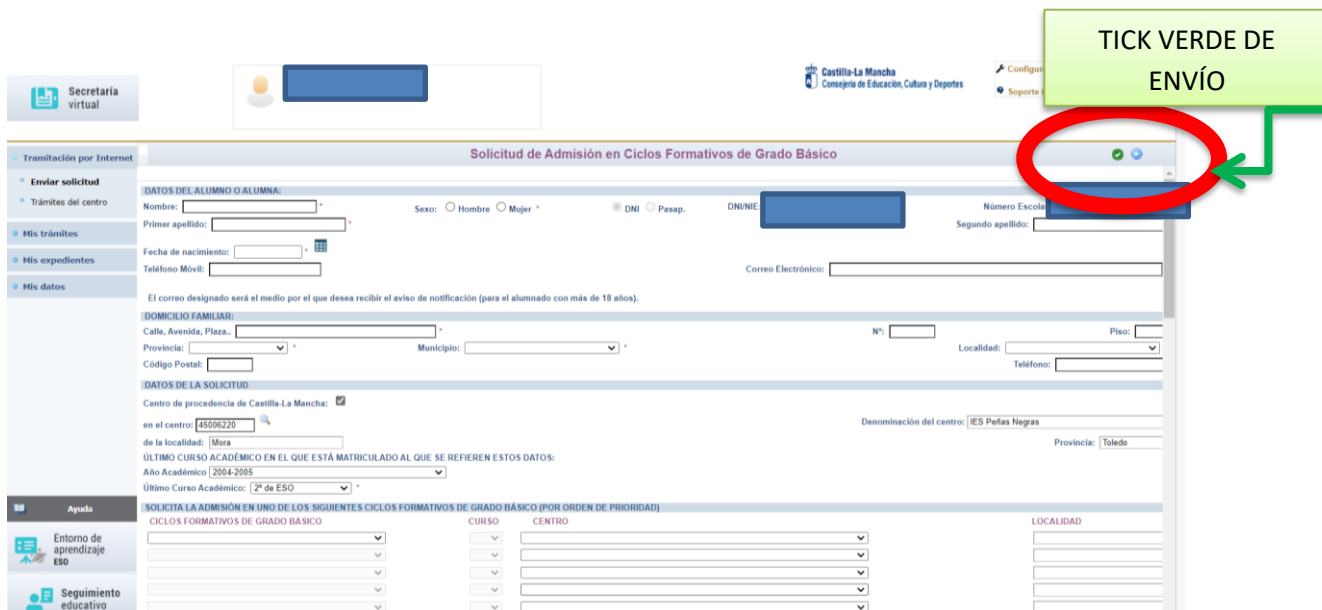 TICK VERDE DE
ENVÍO
Secretaría
virtual
Castilla-La Mancha
Consejería de Educación, Cultura y Deportes
Configur
Soporte
Tramitación por Internet
Enviar solicitud
Trámites del centro
Mis trámites
Mis expedientes
Mis datos
Ayuda
Entorno de
aprendizaje
ESO
Seguimiento
educativo
Solicitud de Admisión en Ciclos Formativos de Grado Básico
DATOS DEL ALUMNO O ALUMNA:
Nombre: * Sexo: Hombre Mujer * DNI Pasap. DNI/NIE: Número Escola
Primer apellido: * Segundo apellido:
Fecha de nacimiento: *
Teléfono Móvil: Correo Electrónico:
El correo designado será el medio por el que desea recibir el aviso de notificación (para el alumnado con más de 18 años).
DOMICILIO FAMILIAR:
Calle, Avenida, Plaza.. * Nº: Piso:
Provincia: * Municipio: * Localidad:
Código Postal: Teléfono:
DATOS DE LA SOLICITUD
Centro de procedencia de Castilla-La Mancha:
en el centro: 45006220 Denominación del centro: IES Peñas Negras
de la localidad: Mora Provincia: Toledo
ÚLTIMO CURSO ACADÉMICO EN EL QUE ESTÁ MATRICULADO AL QUE SE REFIEREN ESTOS DATOS:
Año Académico 2004-2005
Último Curso Académico: 2º de ESO *
SOLICITA LA ADMISIÓN EN UNO DE LOS SIGUIENTES CICLOS FORMATIVOS DE GRADO BÁSICO (POR ORDEN DE PRIORIDAD)
CICLOS FORMATIVOS DE GRADO BÁSICO CURSO CENTRO LOCALIDAD